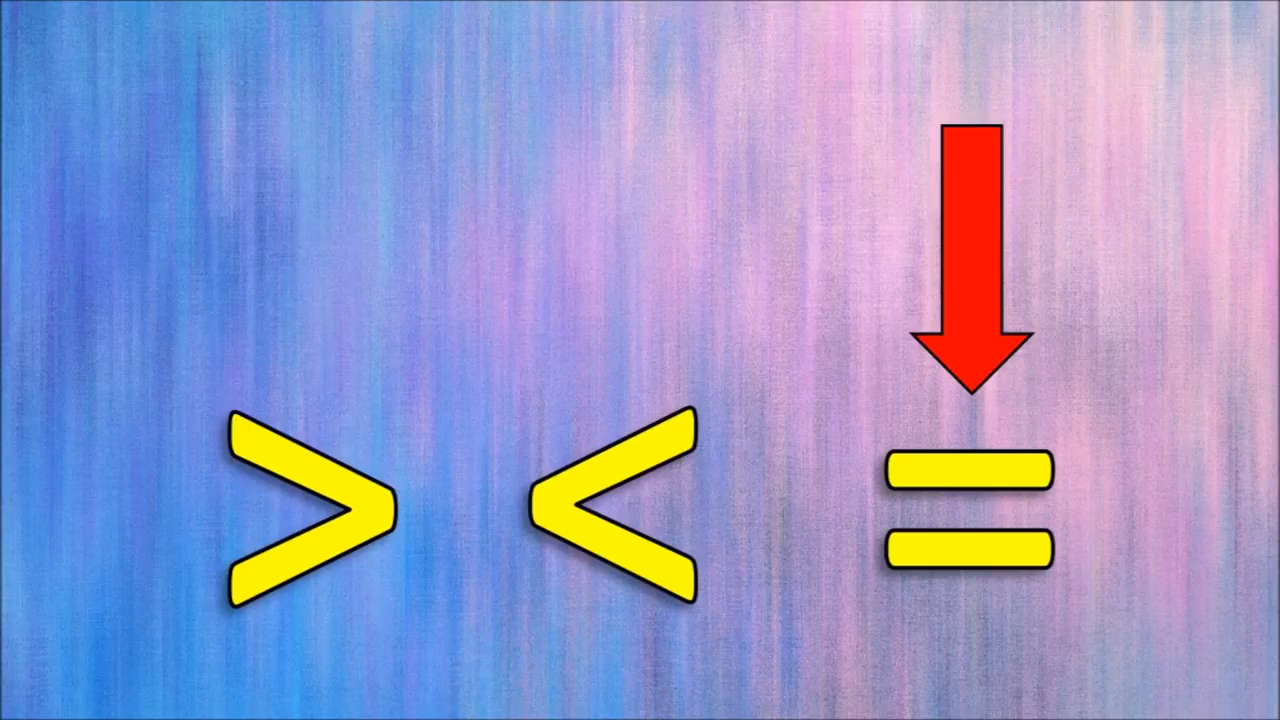 > < =